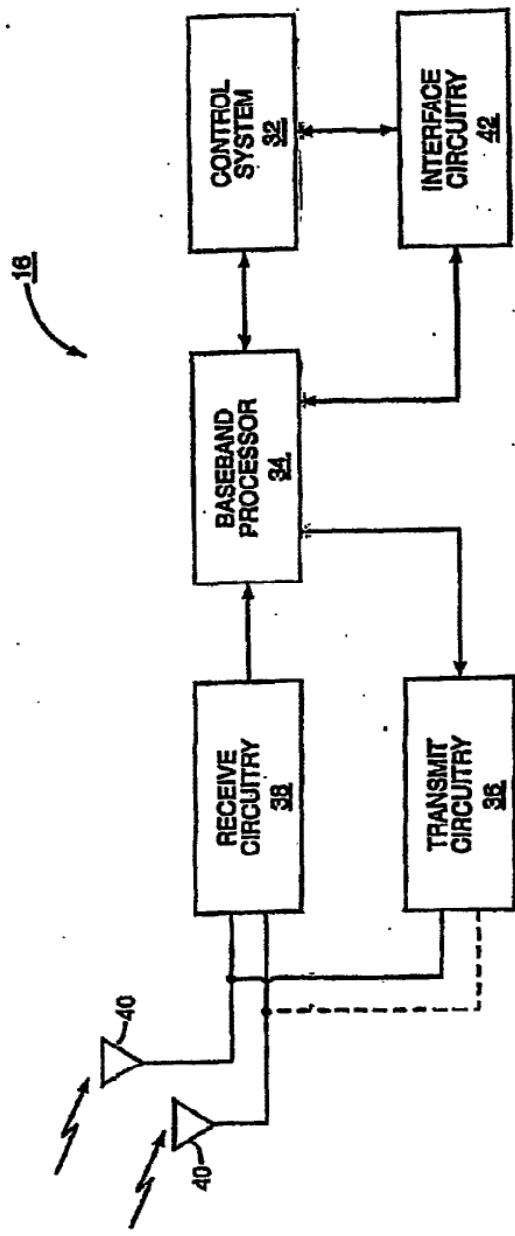 16
CONTROL
SYSTEM
32
INTERFACE
CIRCUITRY
42
BASEBAND
PROCESSOR
34
RECEIVE
CIRCUITRY
38
TRANSMIT
CIRCUITRY
36
40
40